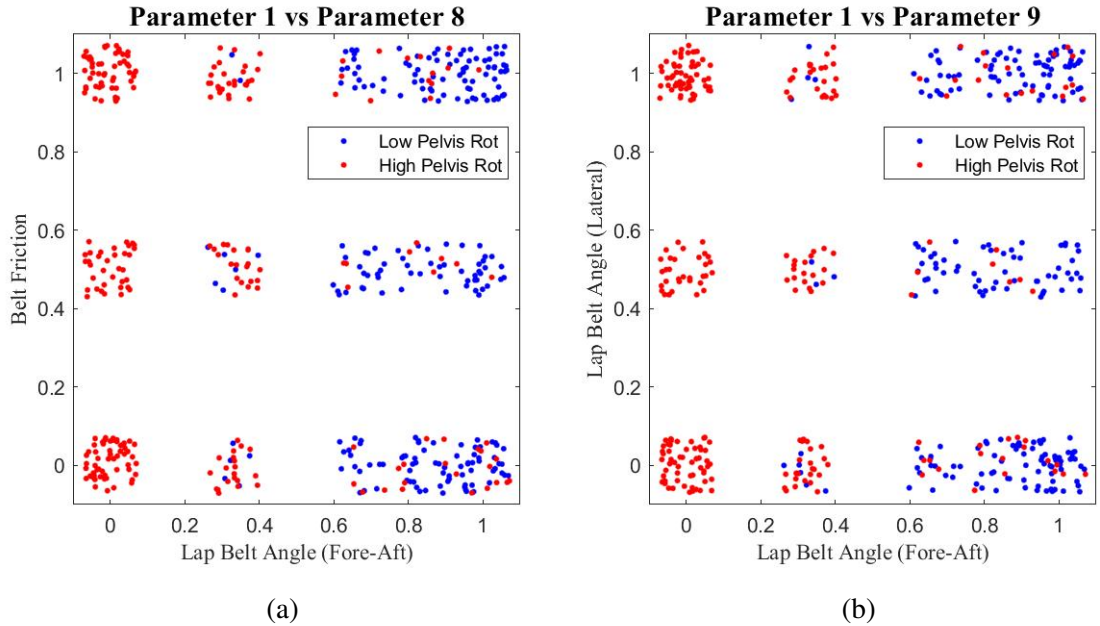 Parameter 1 vs Parameter 8
1
0.8
0.6
0.4
0.2
0
Belt Friction
Low Pelvis Rot
High Pelvis Rot
0 0.2 0.4 0.6 0.8 1
Lap Belt Angle (Fore-Aft)
(a)
Parameter 1 vs Parameter 9
1
0.8
0.6
0.4
0.2
0
Lap Belt Angle (Lateral)
Low Pelvis Rot
High Pelvis Rot
0 0.2 0.4 0.6 0.8 1
Lap Belt Angle (Fore-Aft)
(b)